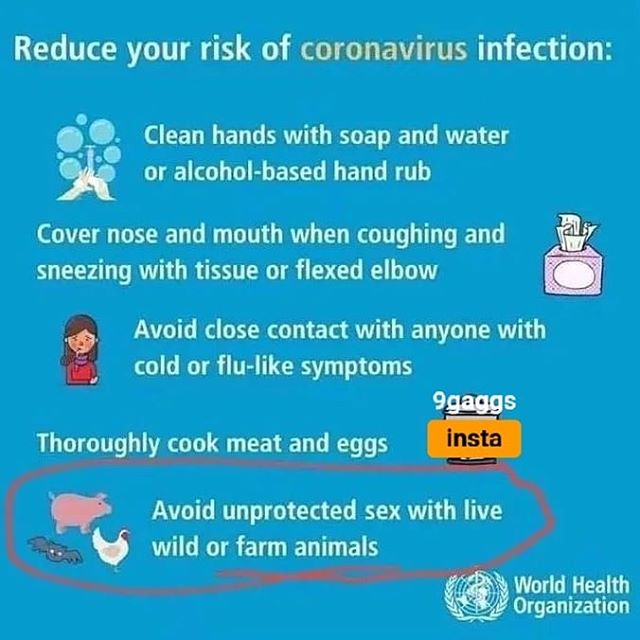 Reduce your risk of coronavirus infection:
Clean hands with soap and water
or alcohol-based hand rub
Cover nose and mouth when coughing and
sneezing with tissue or flexed elbow
Avoid close contact with anyone with
cold or flu-like symptoms
9gaggs
insta
Thoroughly cook meat and eggs
Avoid unprotected sex with live
wild or farm animals
World Health
Organization